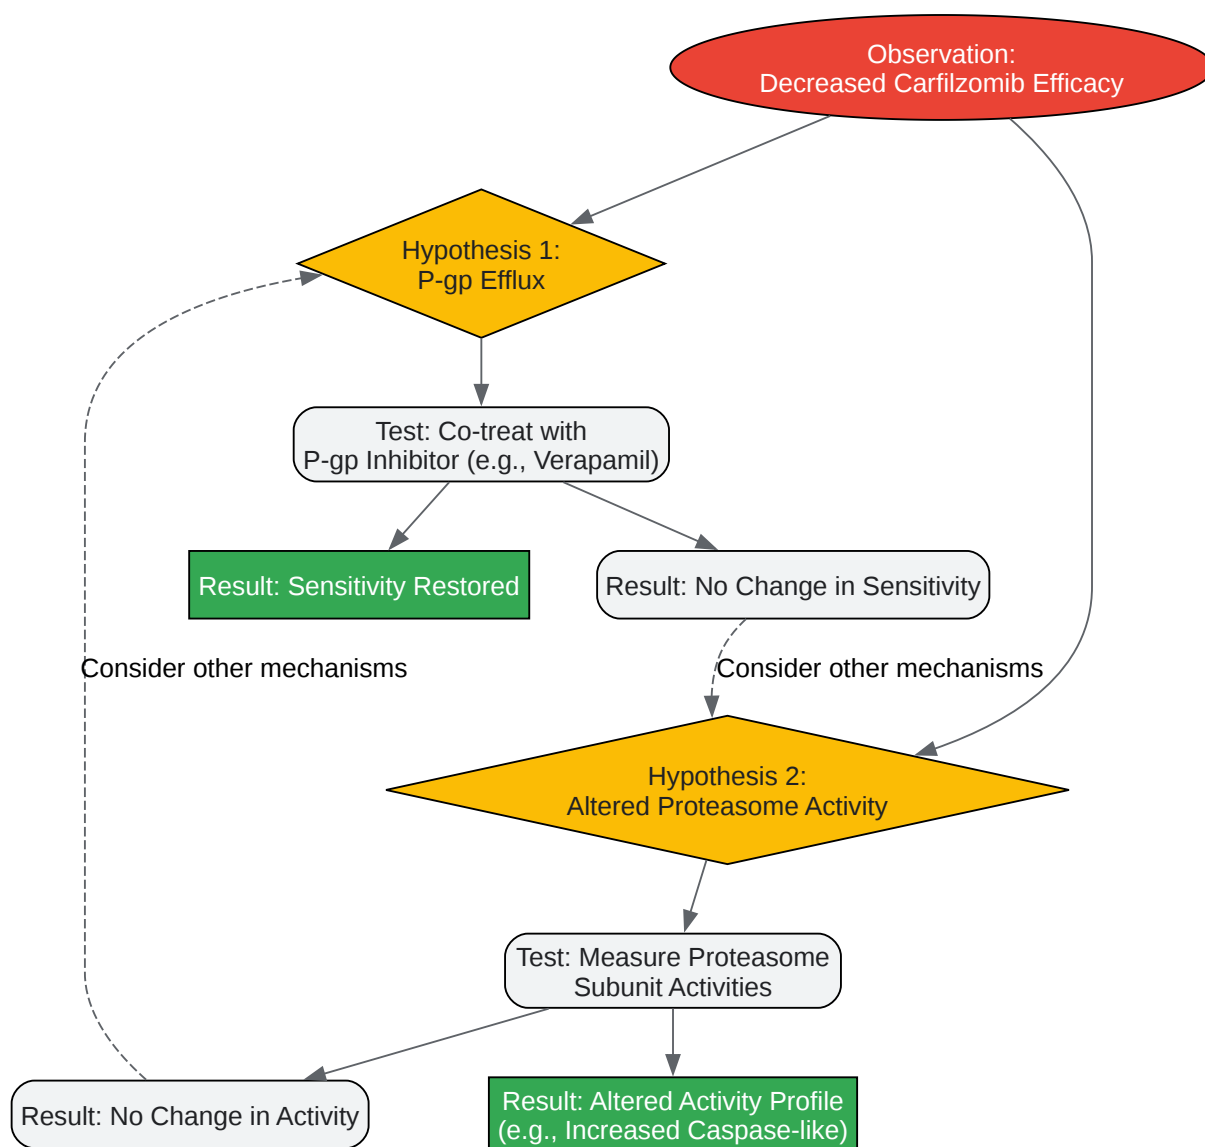 Observation:
Decreased Carfilzomib Efficacy
Hypothesis 1:
P-gp Efflux
Test: Co-treat with
P-gp Inhibitor (e.g., Verapamil)
Result: Sensitivity Restored
Result: No Change in Sensitivity
Consider other mechanisms
Consider other mechanisms
Hypothesis 2:
Altered Proteasome Activity
Test: Measure Proteasome
Subunit Activities
Result: No Change in Activity
Result: Altered Activity Profile
(e.g., Increased Caspase-like)